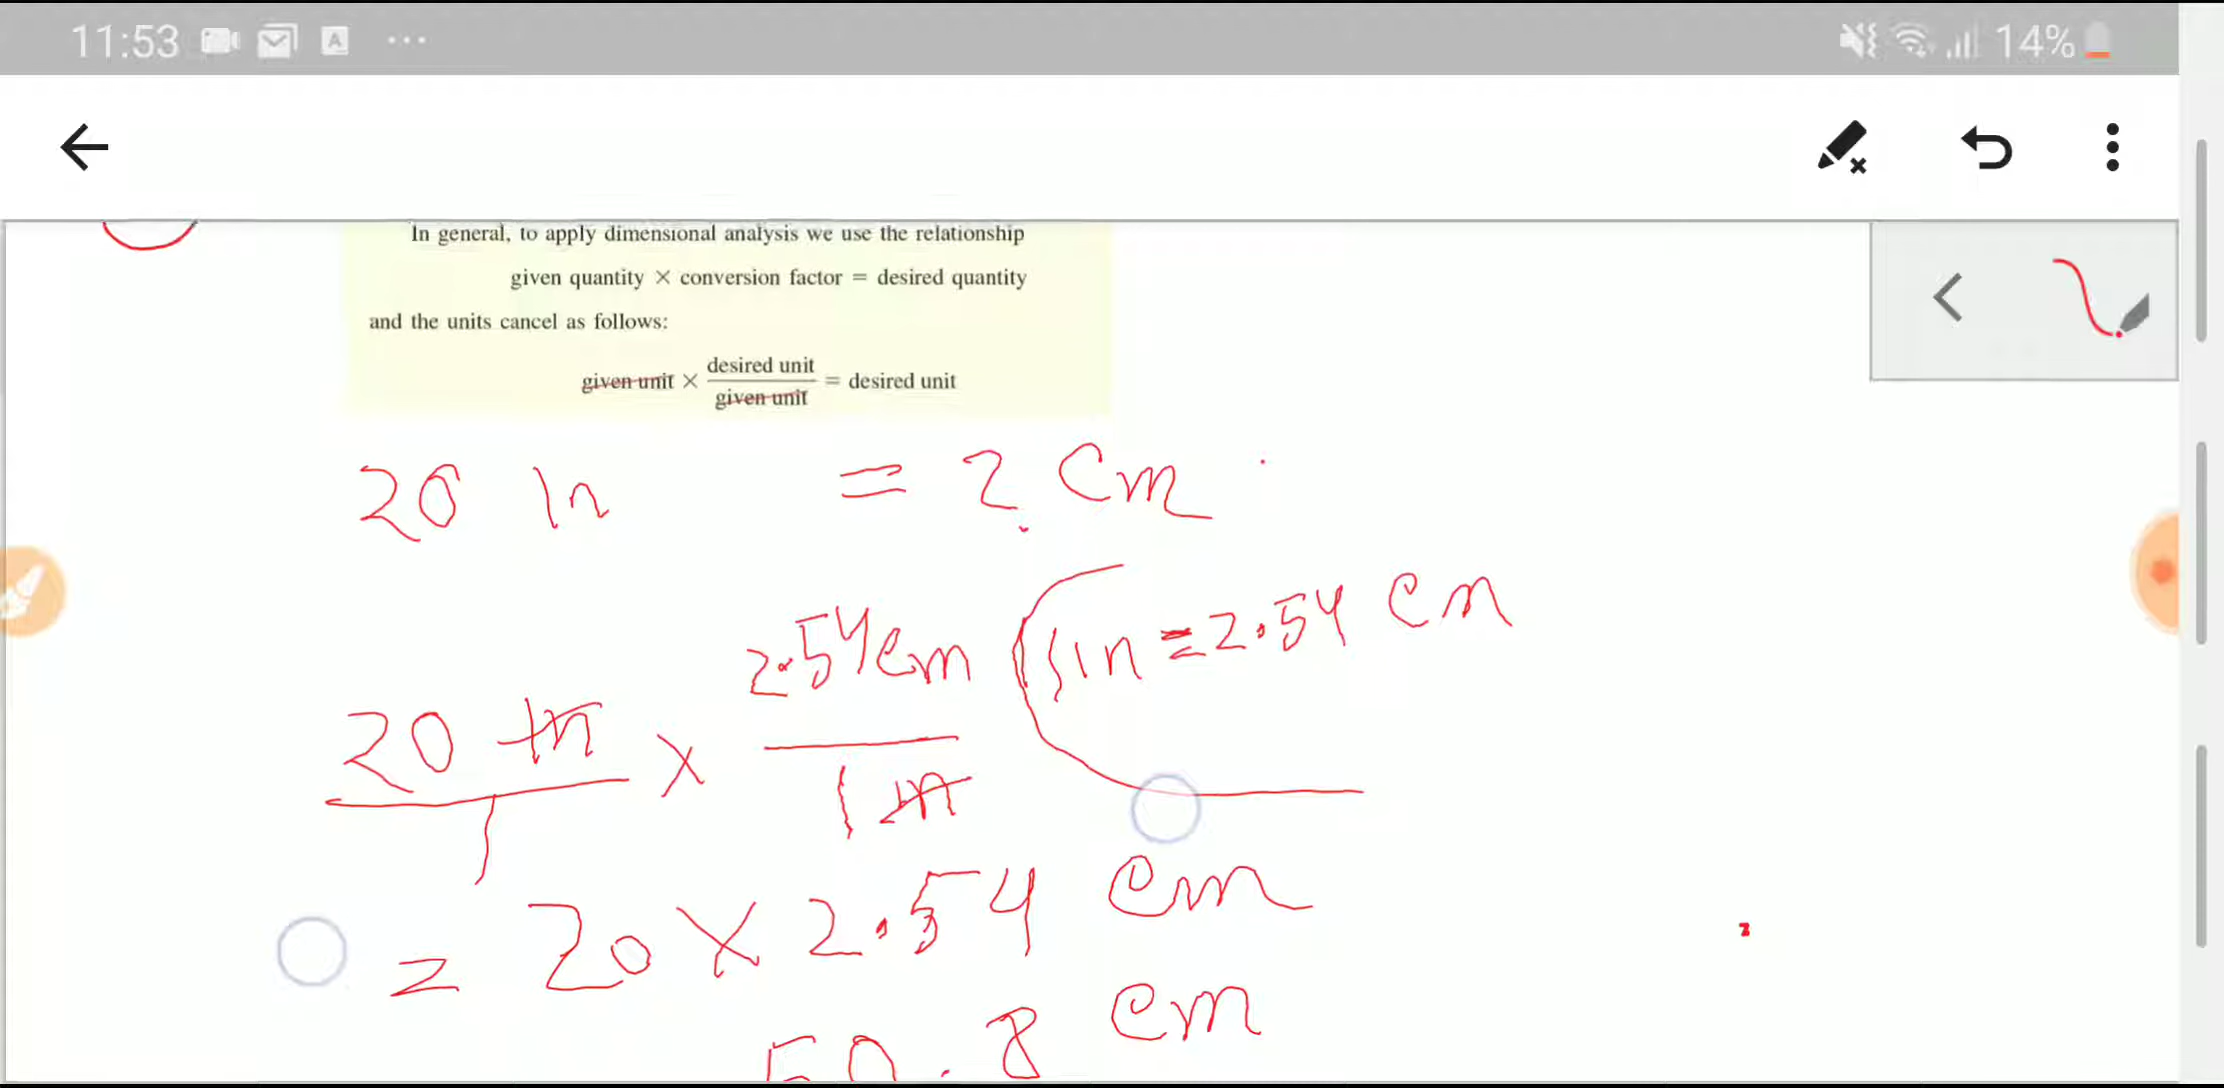 11:53 A ... 14%
In general, to apply dimensional analysis we use the relationship
given quantity × conversion factor = desired quantity
and the units cancel as follows:
given unit × desired unit / given unit = desired unit
20 in = ? cm
2.54 cm (1 in = 2.54 cm
20 in / 1 × / 1 in
= 20 × 2.54 cm
50.8 cm